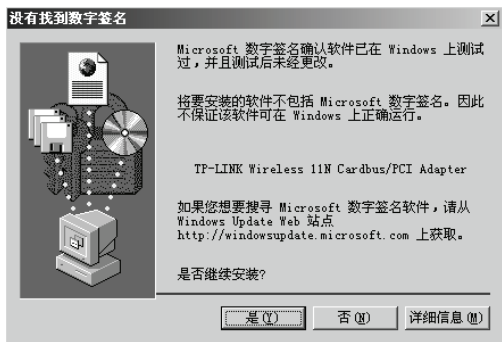 没有找到数字签名
Microsoft 数字签名确认软件已在 Windows 上测试
过，并且测试后未经更改。
将要安装的软件不包括 Microsoft 数字签名。因此
不保证该软件可在 Windows 上正确运行。
TP-LINK Wireless 11N Cardbus/PCI Adapter
如果您想要搜寻 Microsoft 数字签名软件，请从
Windows Update Web 站点
http://windowsupdate.microsoft.com 上获取。
是否继续安装?
是(Y) 否(N) 详细信息(M)